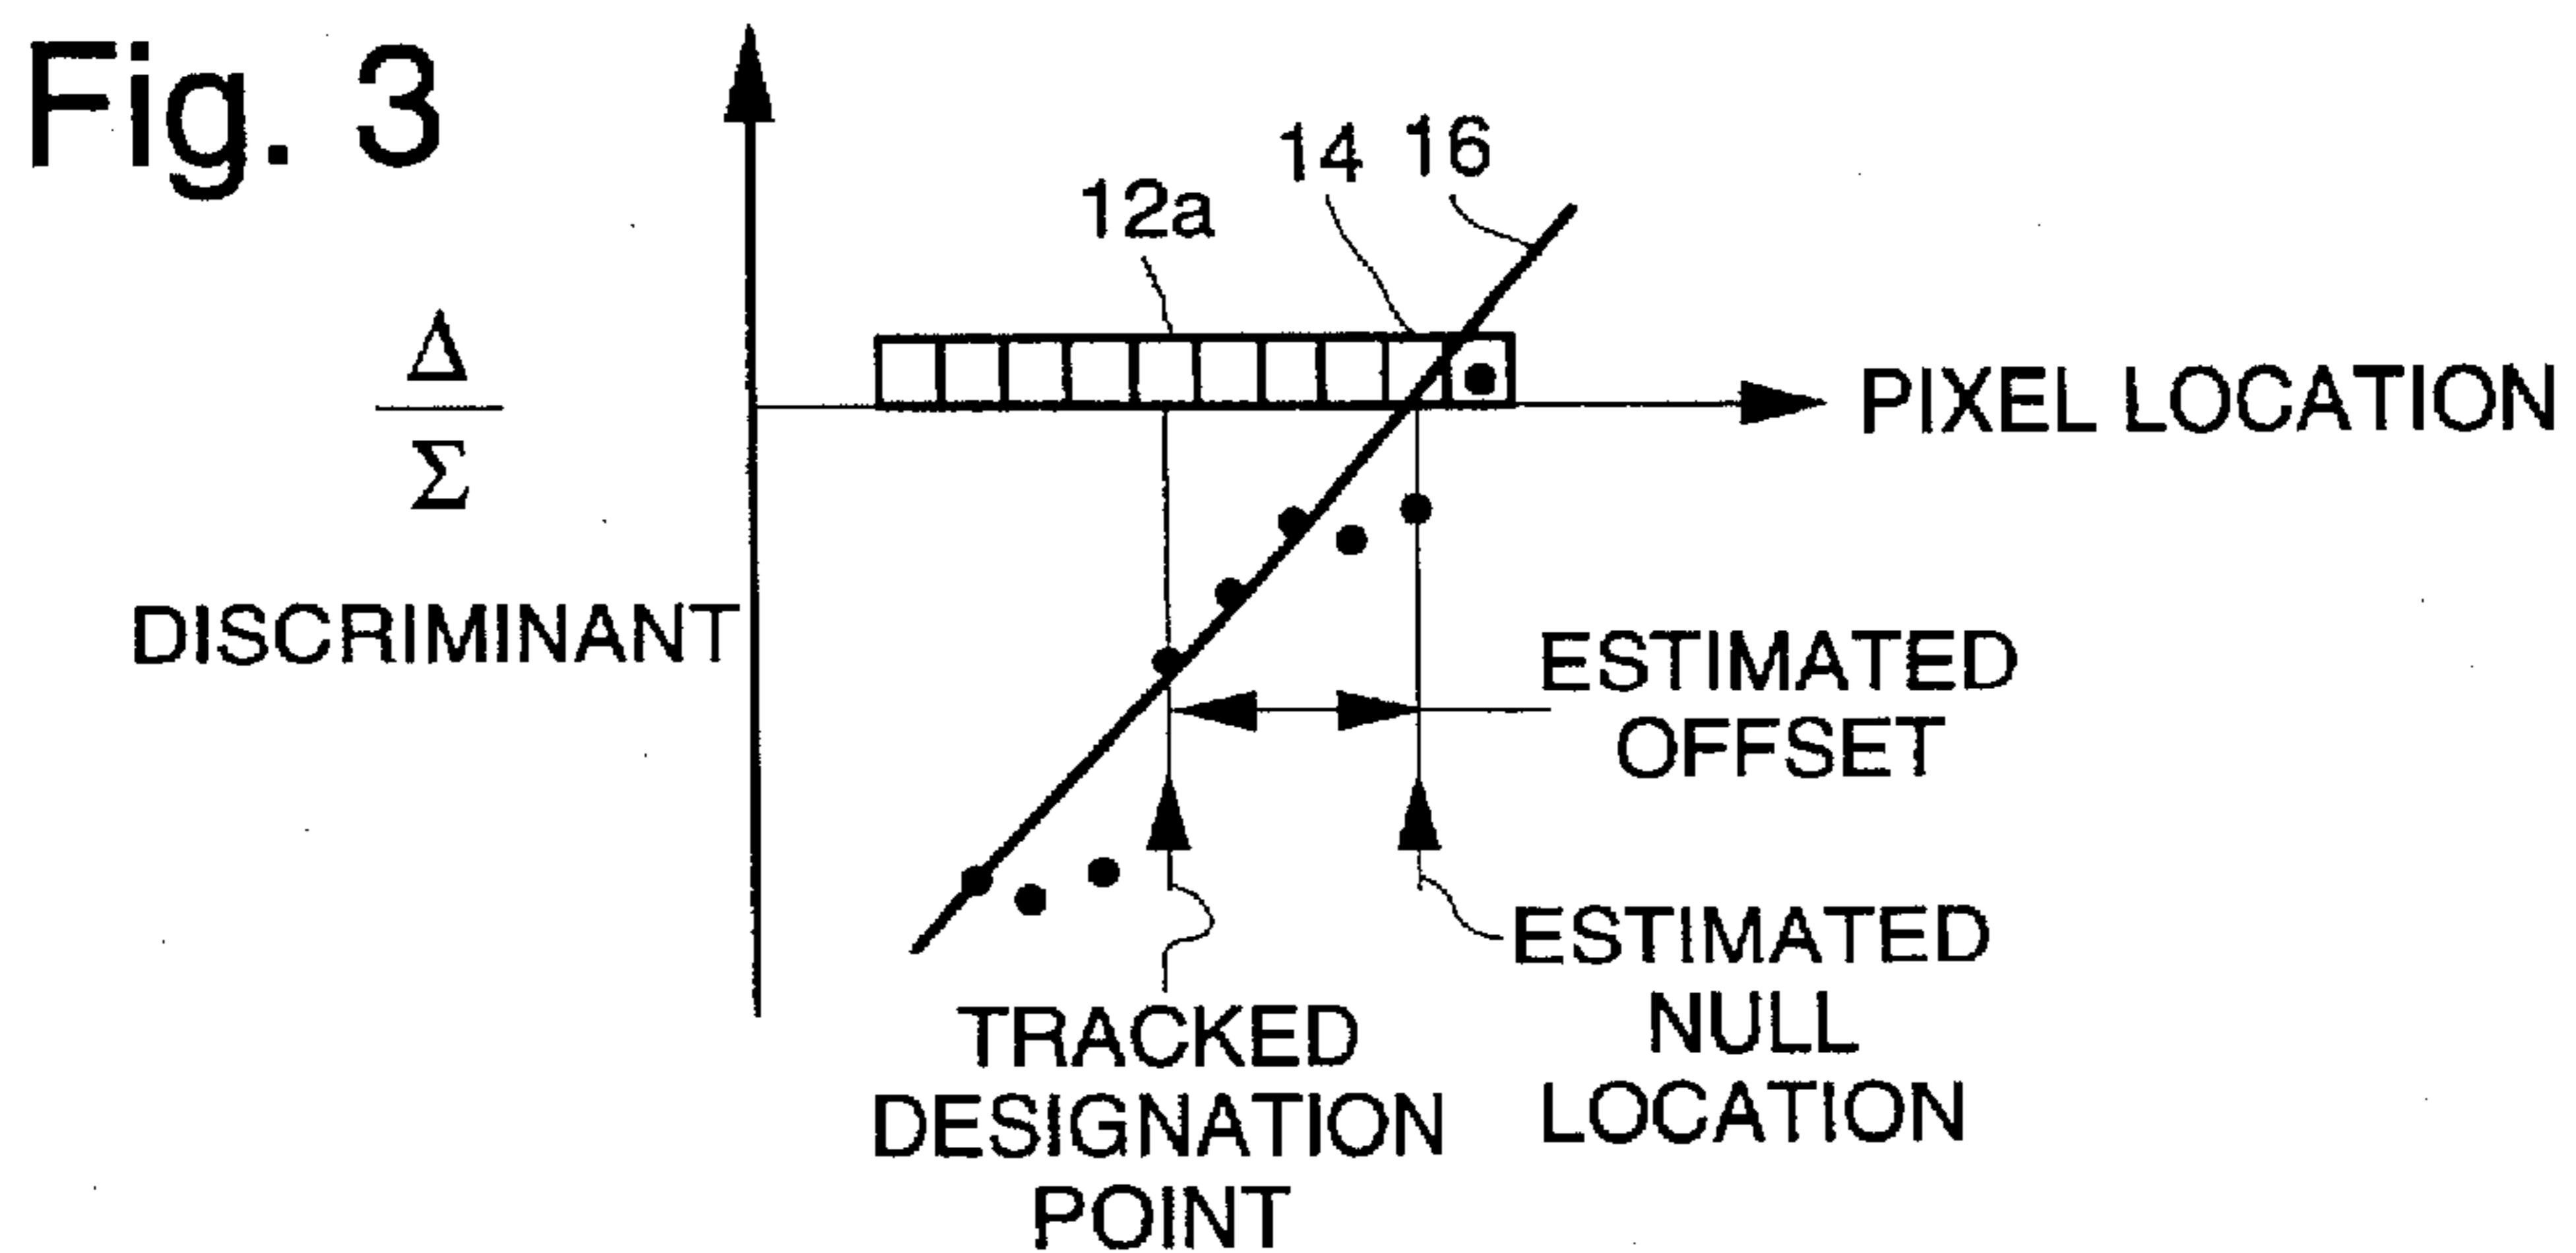 Fig. 3
12a
14
16
Δ
Σ
PIXEL LOCATION
DISCRIMINANT
ESTIMATED
OFFSET
ESTIMATED
NULL
LOCATION
TRACKED
DESIGNATION
POINT